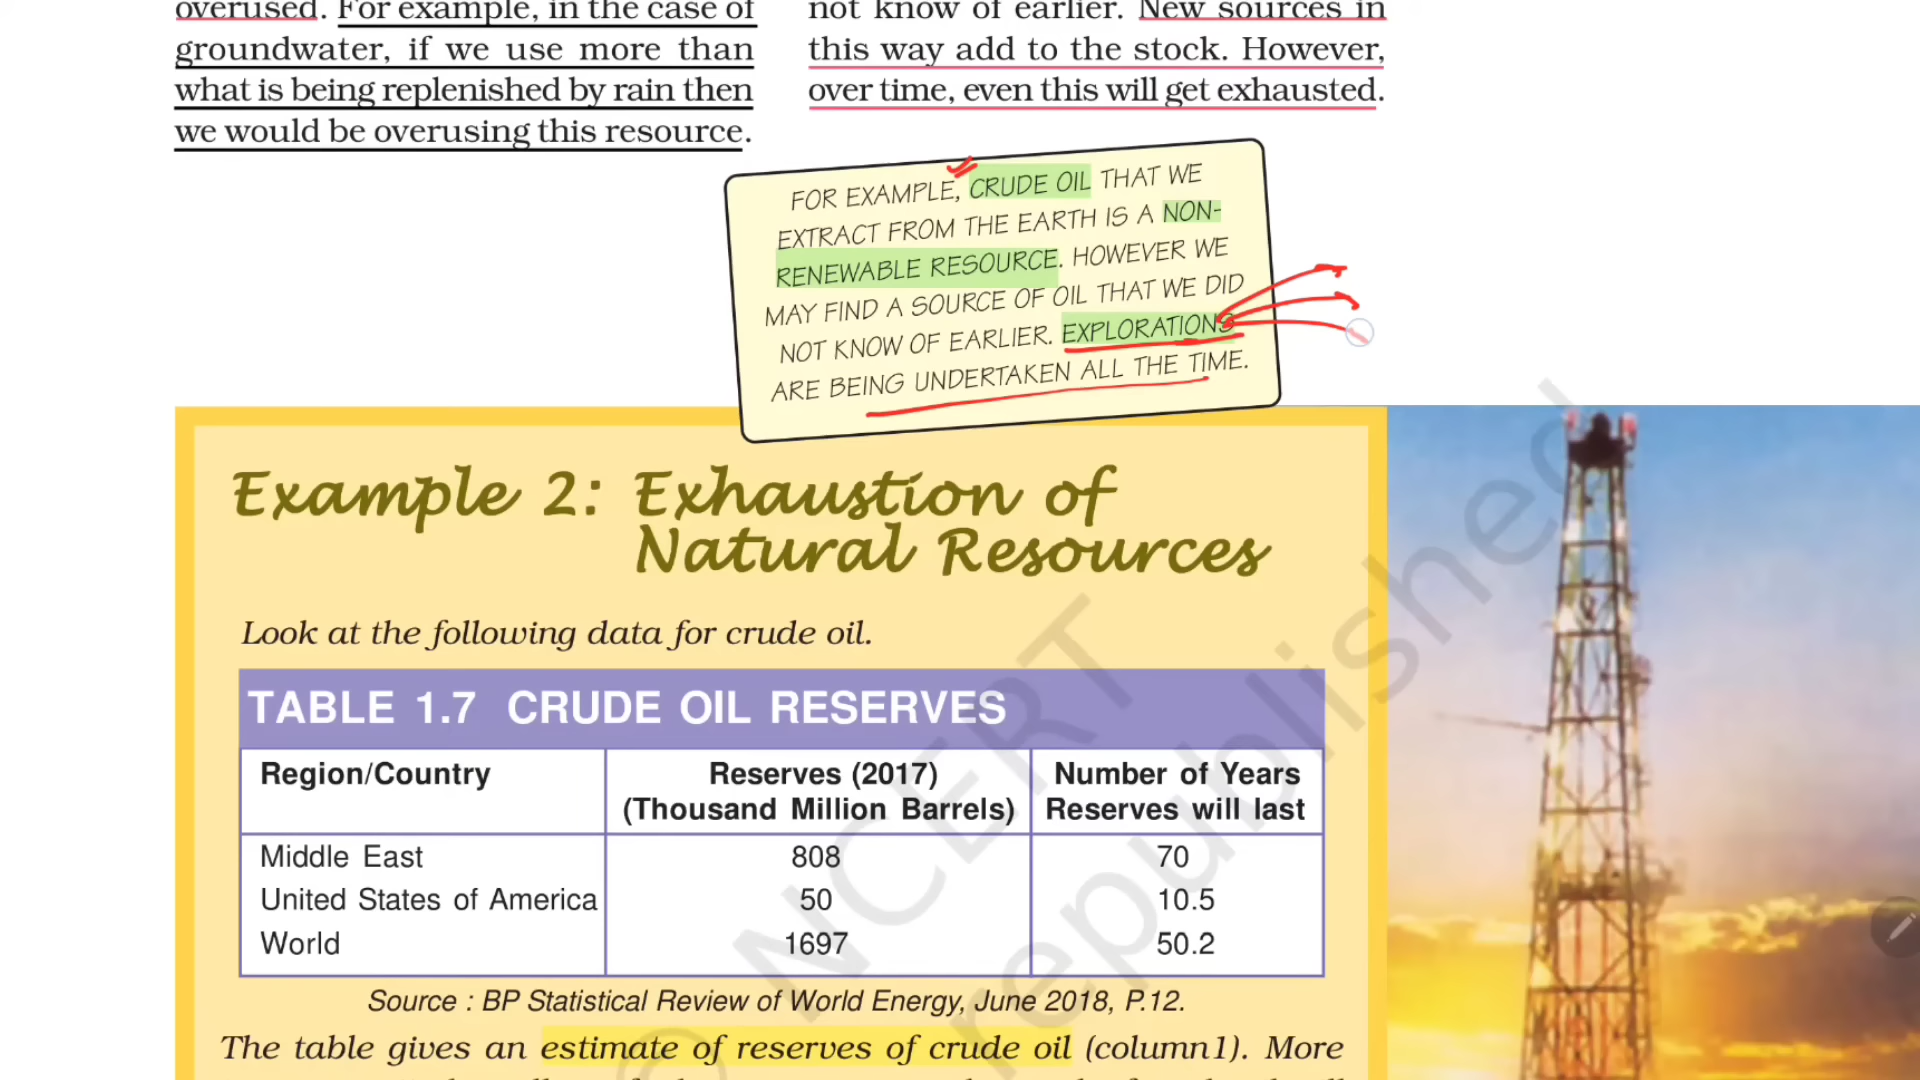 overused. For example, in the case of
groundwater, if we use more than
what is being replenished by rain then
we would be overusing this resource.
not know of earlier. New sources in
this way add to the stock. However,
over time, even this will get exhausted.
FOR EXAMPLE, CRUDE OIL THAT WE
EXTRACT FROM THE EARTH IS A NON-
RENEWABLE RESOURCE. HOWEVER WE
MAY FIND A SOURCE OF OIL THAT WE DID
NOT KNOW OF EARLIER. EXPLORATIONS
ARE BEING UNDERTAKEN ALL THE TIME.
Example 2: Exhaustion of
Natural Resources
Look at the following data for crude oil.
TABLE 1.7 CRUDE OIL RESERVES
Region/Country Reserves (2017) Number of Years
(Thousand Million Barrels) Reserves will last
Middle East 808 70
United States of America 50 10.5
World 1697 50.2
Source : BP Statistical Review of World Energy, June 2018, P.12.
The table gives an estimate of reserves of crude oil (column1). More
© NCERT
republished